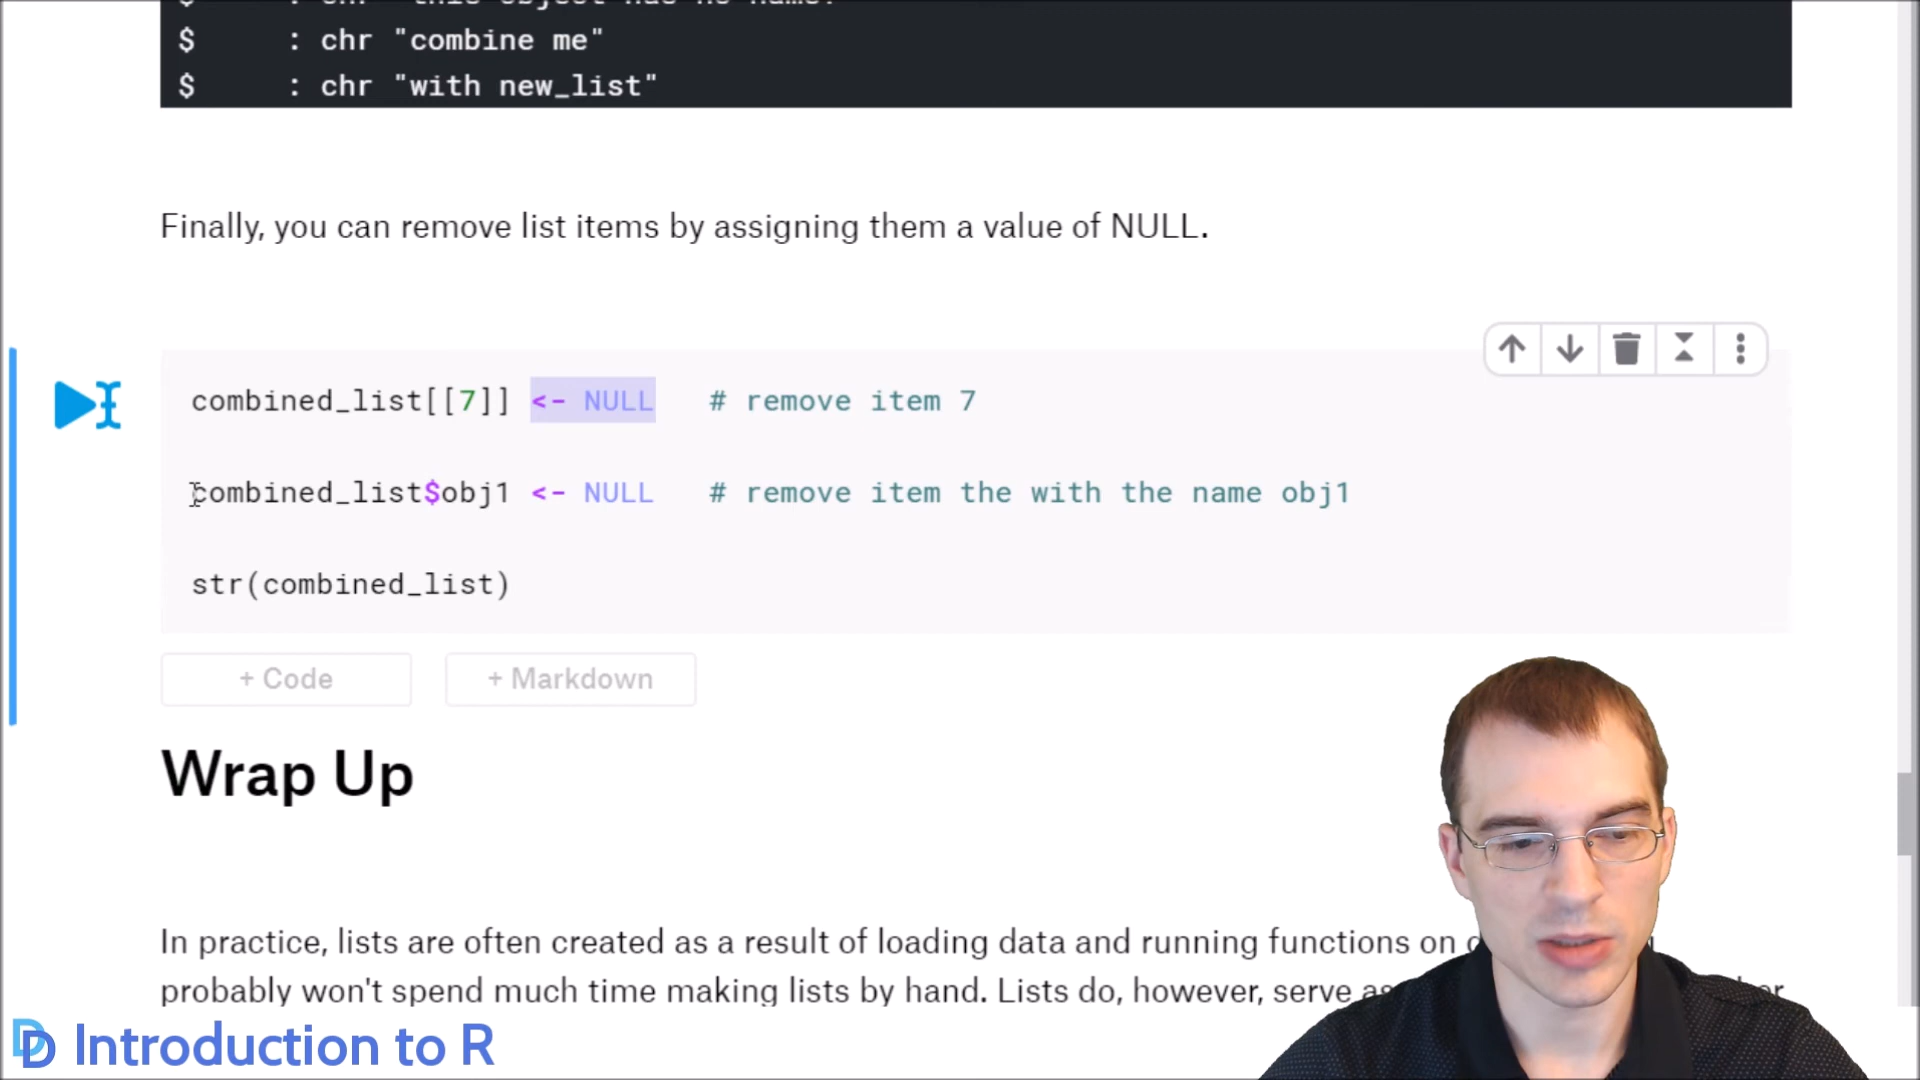 $ : chr "combine me"
$ : chr "with new_list"
Finally, you can remove list items by assigning them a value of NULL.
combined_list[[7]] <- NULL # remove item 7
combined_list$obj1 <- NULL # remove item the with the name obj1
str(combined_list)
+ Code + Markdown
Wrap Up
In practice, lists are often created as a result of loading data and running functions on
probably won't spend much time making lists by hand. Lists do, however, serve as
Introduction to R